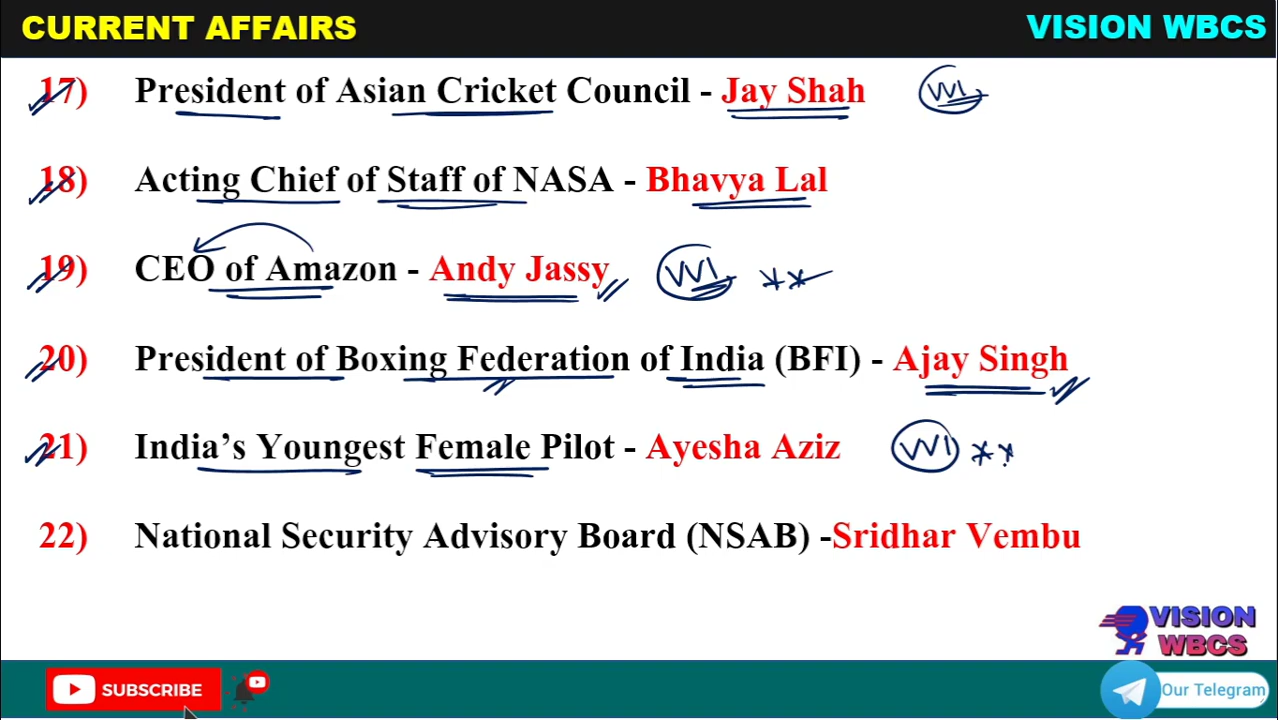 CURRENT AFFAIRS VISION WBCS
17) President of Asian Cricket Council - Jay Shah VVI
18) Acting Chief of Staff of NASA - Bhavya Lal
19) CEO of Amazon - Andy Jassy VVI **
20) President of Boxing Federation of India (BFI) - Ajay Singh
21) India’s Youngest Female Pilot - Ayesha Aziz VVI **
22) National Security Advisory Board (NSAB) -Sridhar Vembu
VISION
WBCS
SUBSCRIBE Our Telegram